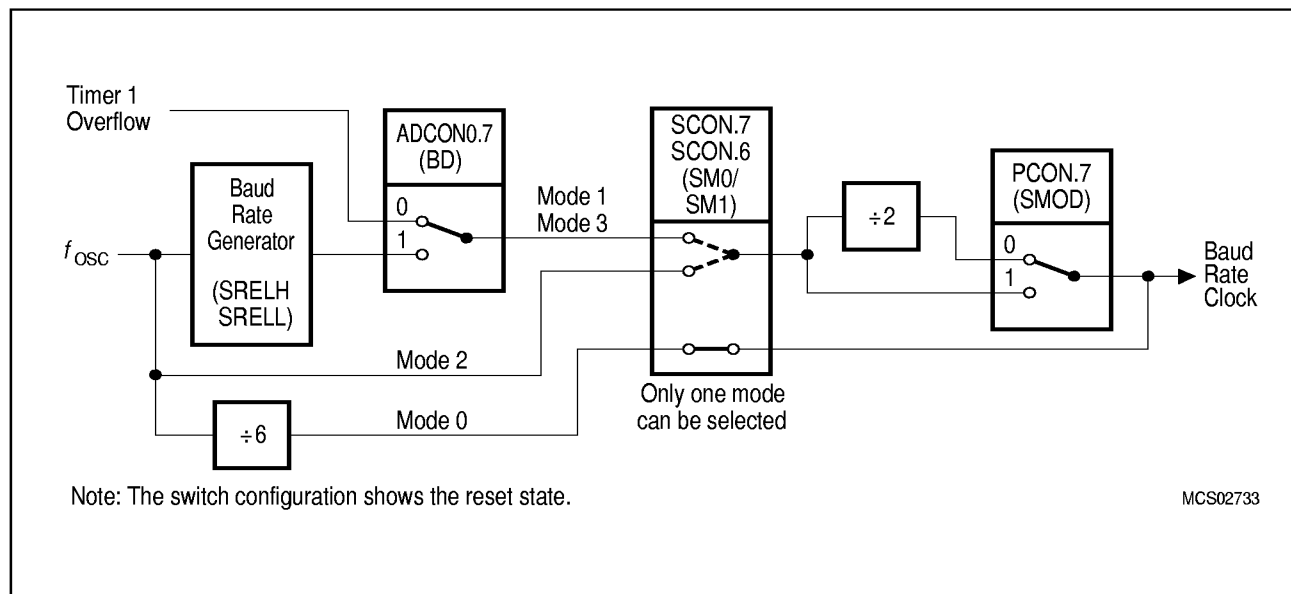 Timer 1
Overflow
ADCON0.7
(BD)
0
1
Baud
Rate
Generator
(SRELH
SRELL)
f OSC
Mode 1
Mode 3
Mode 2
Mode 0
÷6
SCON.7
SCON.6
(SM0/
SM1)
Only one mode
can be selected
÷2
PCON.7
(SMOD)
0
1
Baud
Rate
Clock
Note: The switch configuration shows the reset state.
MCS02733